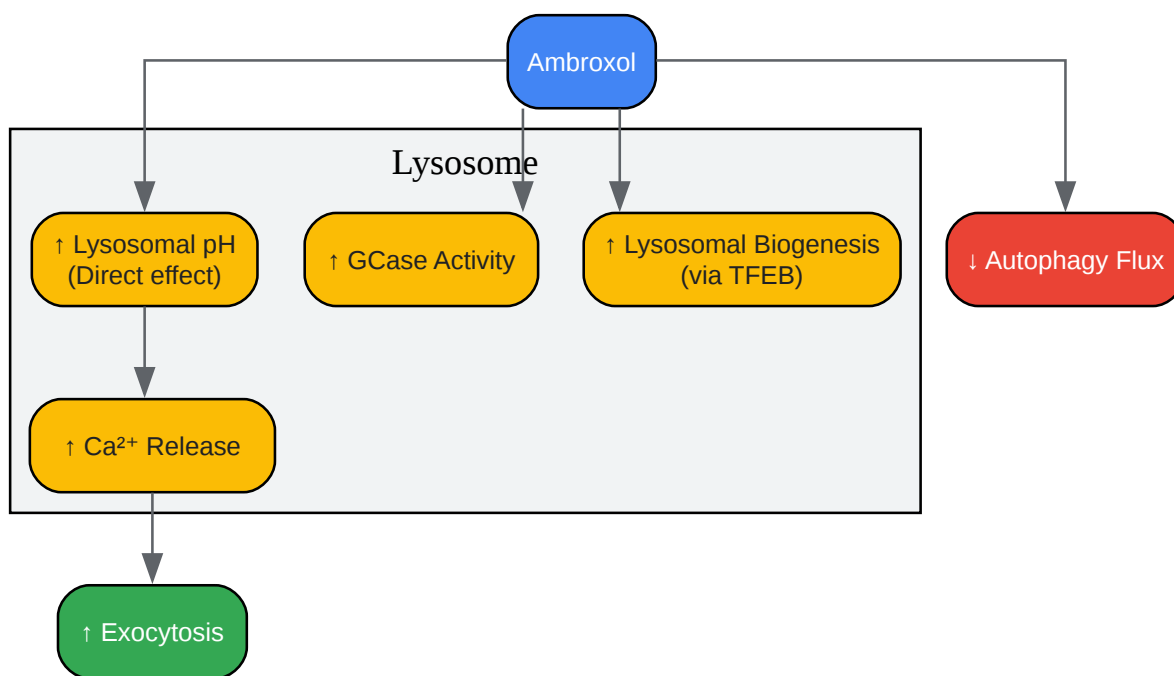 Ambroxol
Lysosome
↑ Lysosomal pH
(Direct effect)
↑ GCase Activity
↑ Lysosomal Biogenesis
(via TFEB)
↓ Autophagy Flux
↑ Ca²⁺ Release
↑ Exocytosis